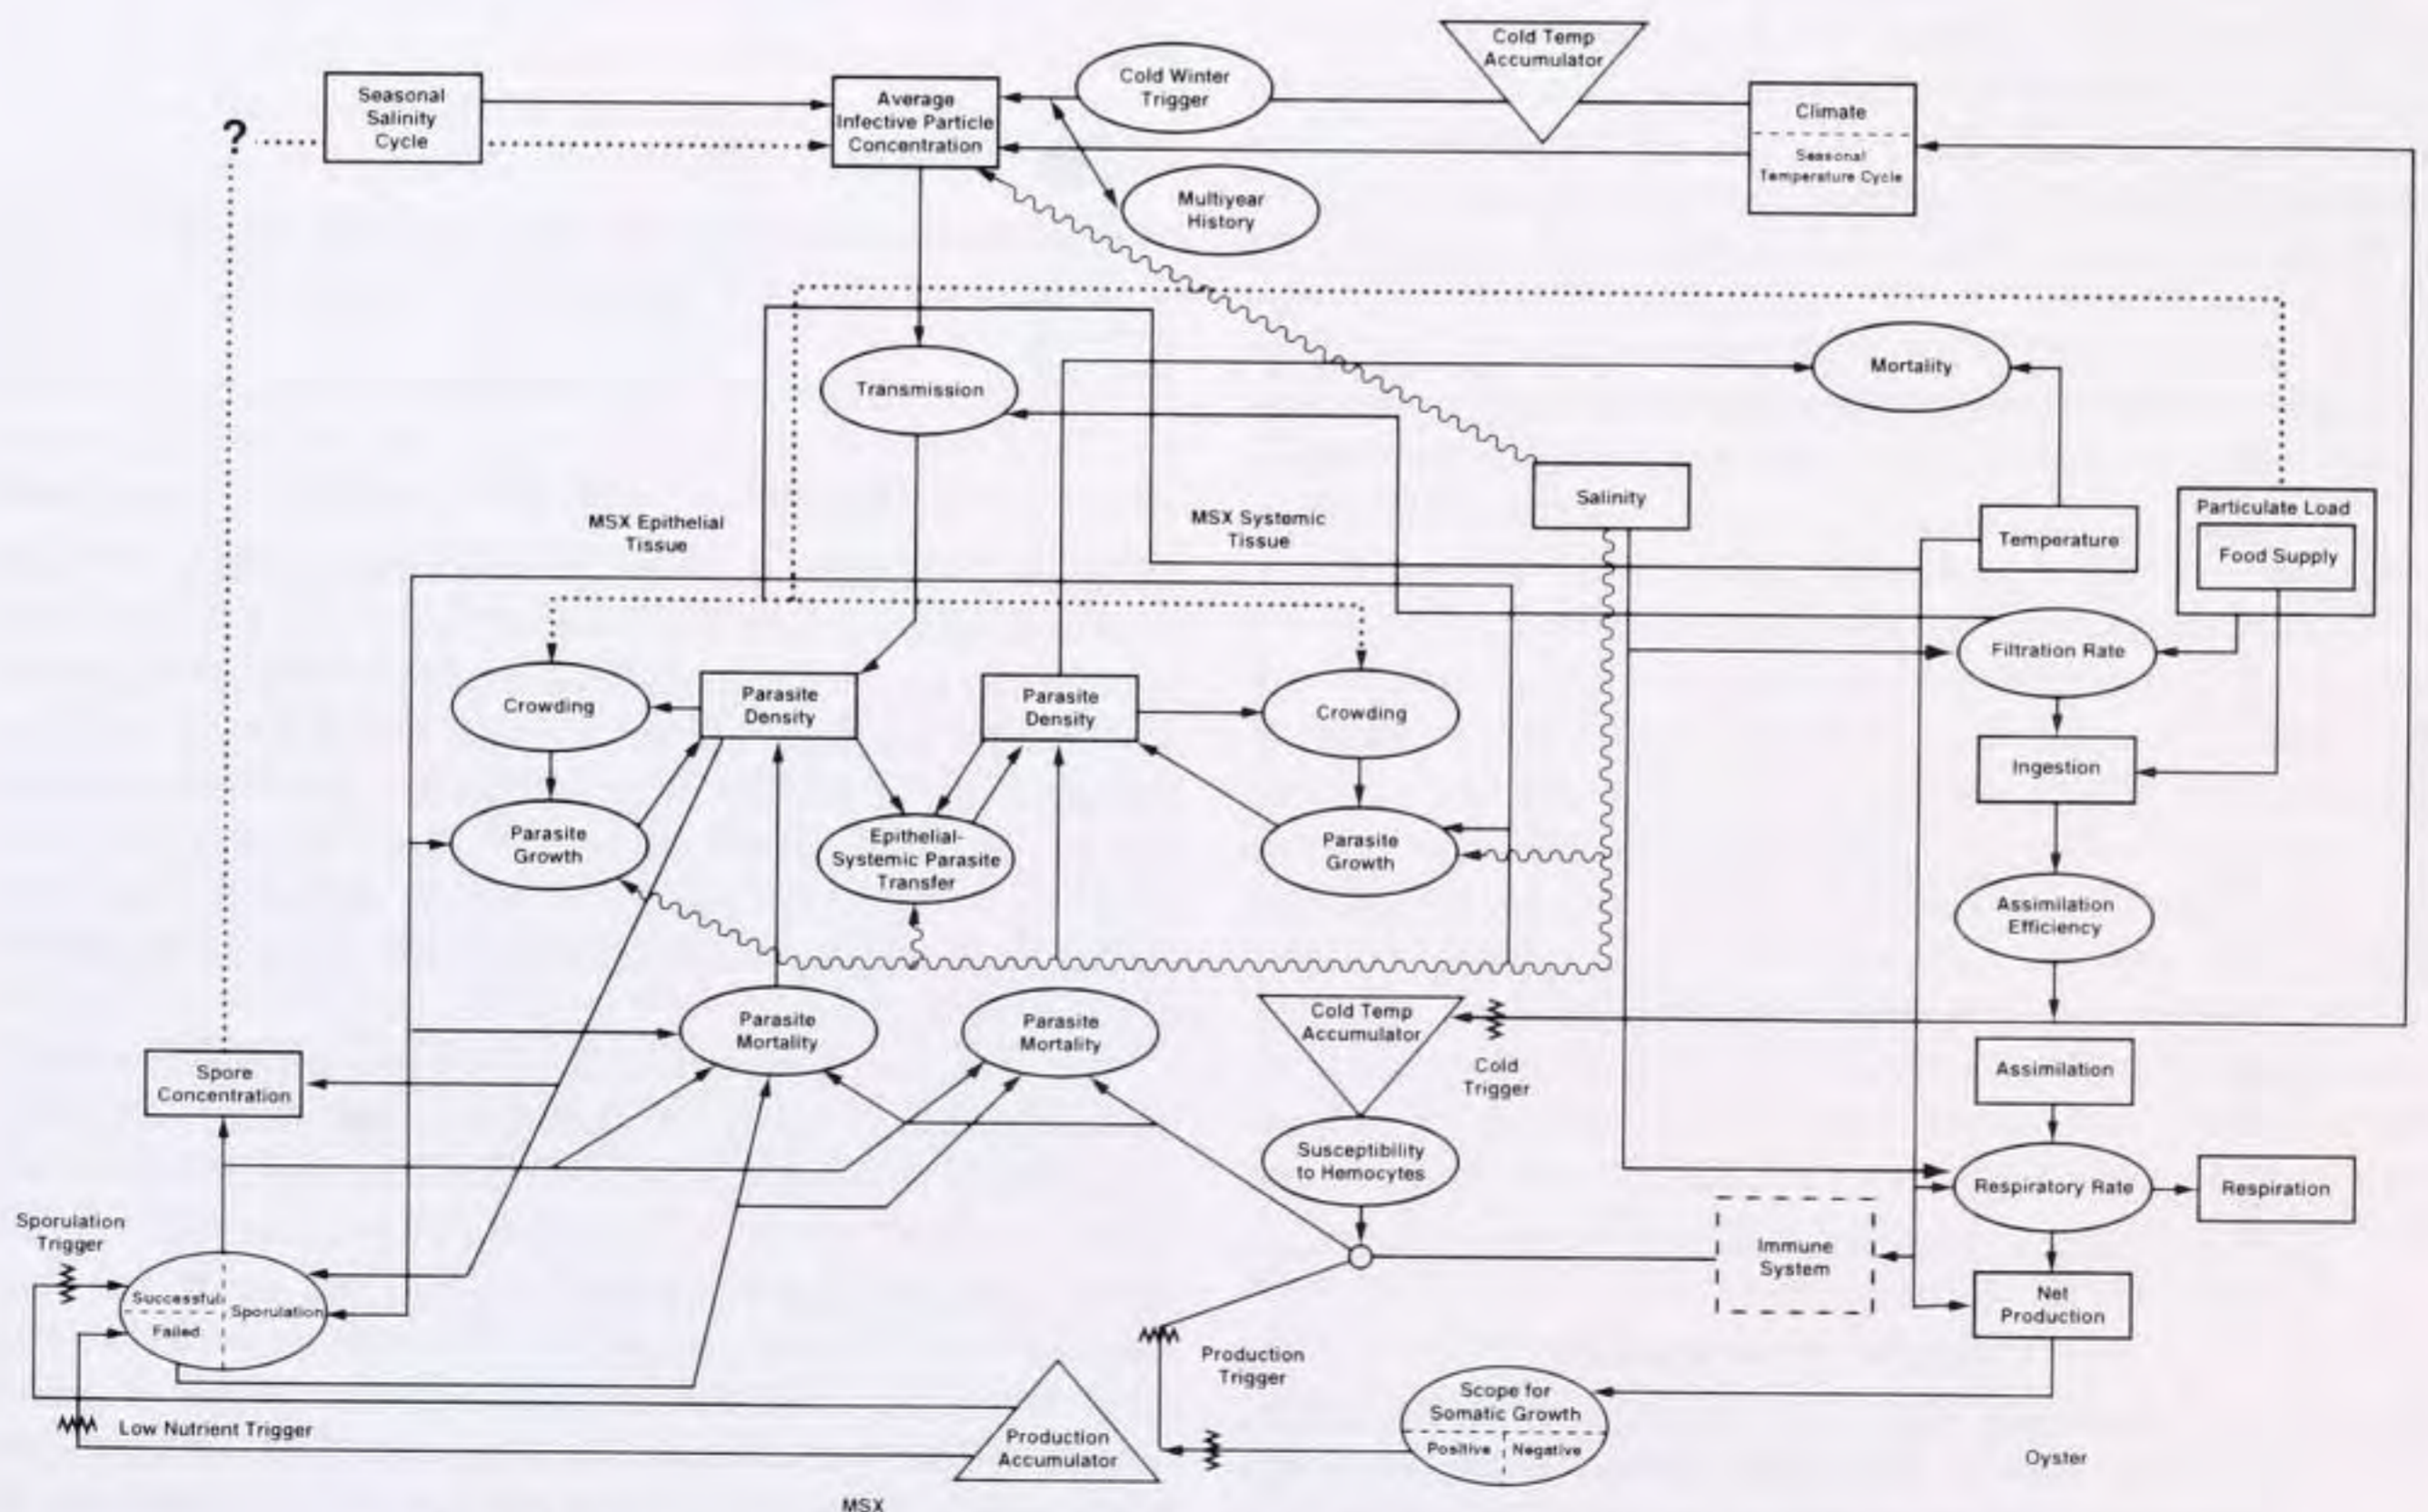 Cold Temp
Accumulator
Cold Winter
Trigger
Seasonal
Salinity
Cycle
Average
Infective Particle
Concentration
Climate
Seasonal
Temperature Cycle
?
Multiyear
History
Transmission
Mortality
Salinity
Particulate Load
Food Supply
Temperature
MSX Epithelial
Tissue
MSX Systemic
Tissue
Filtration Rate
Crowding
Parasite
Density
Parasite
Density
Crowding
Ingestion
Parasite
Growth
Epithelial-
Systemic Parasite
Transfer
Parasite
Growth
Assimilation
Efficiency
Parasite
Mortality
Parasite
Mortality
Cold Temp
Accumulator
Cold
Trigger
Spore
Concentration
Assimilation
Susceptibility
to Hemocytes
Respiratory Rate
Respiration
Sporulation
Trigger
Immune
System
Successful
Sporulation
Failed
Net
Production
Production
Trigger
Scope for
Somatic Growth
Positive
Negative
Low Nutrient Trigger
Production
Accumulator
Oyster
MSX